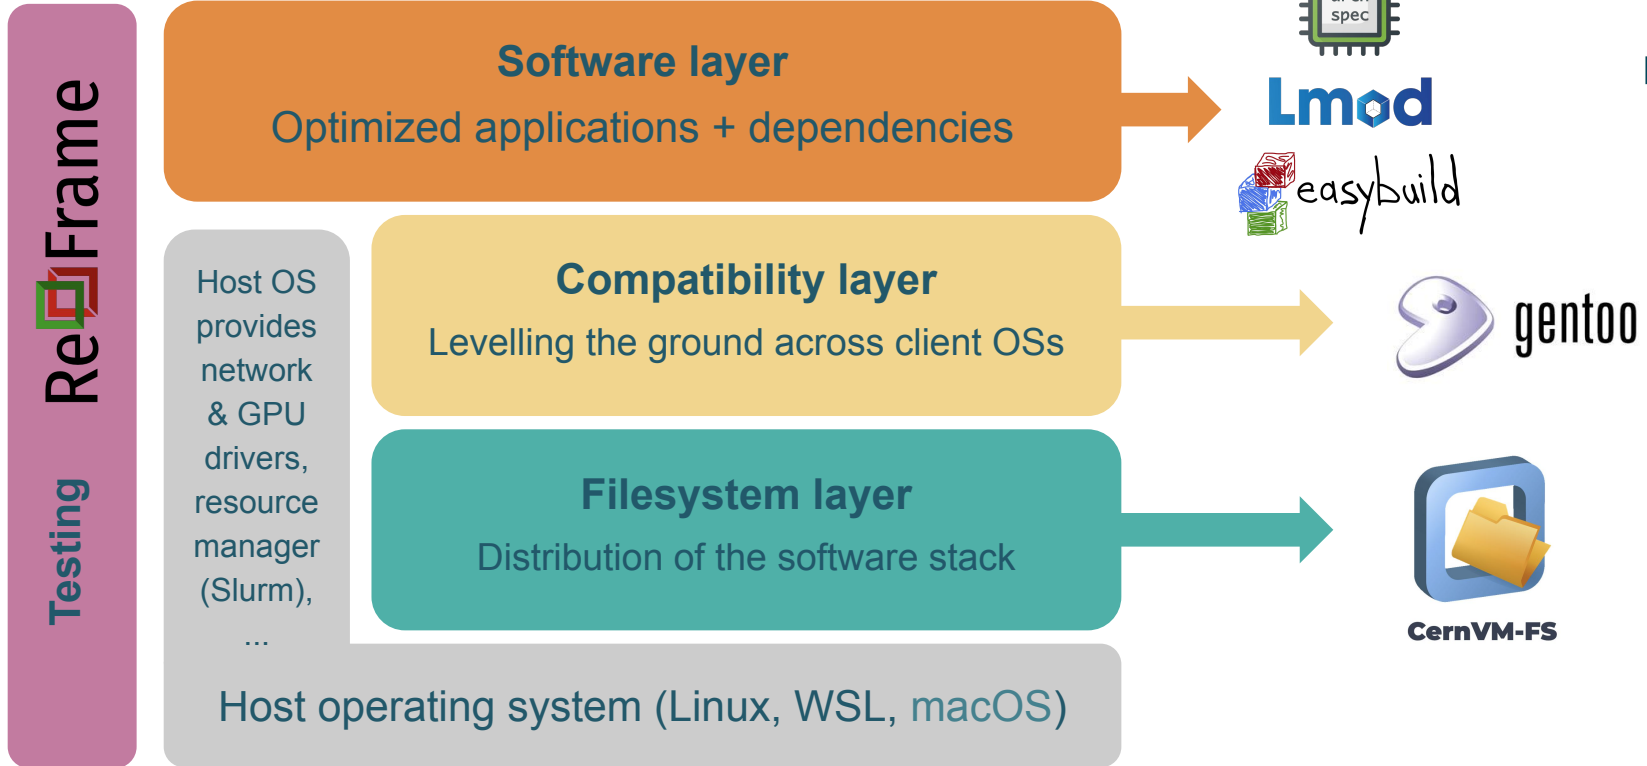 ReFrame
Testing
Software layer
Optimized applications + dependencies
spec
Lmod
easybuild
Host OS
provides
network
& GPU
drivers,
resource
manager
(Slurm),
...
Compatibility layer
Levelling the ground across client OSs
gentoo
Filesystem layer
Distribution of the software stack
CernVM-FS
Host operating system (Linux, WSL, macOS)